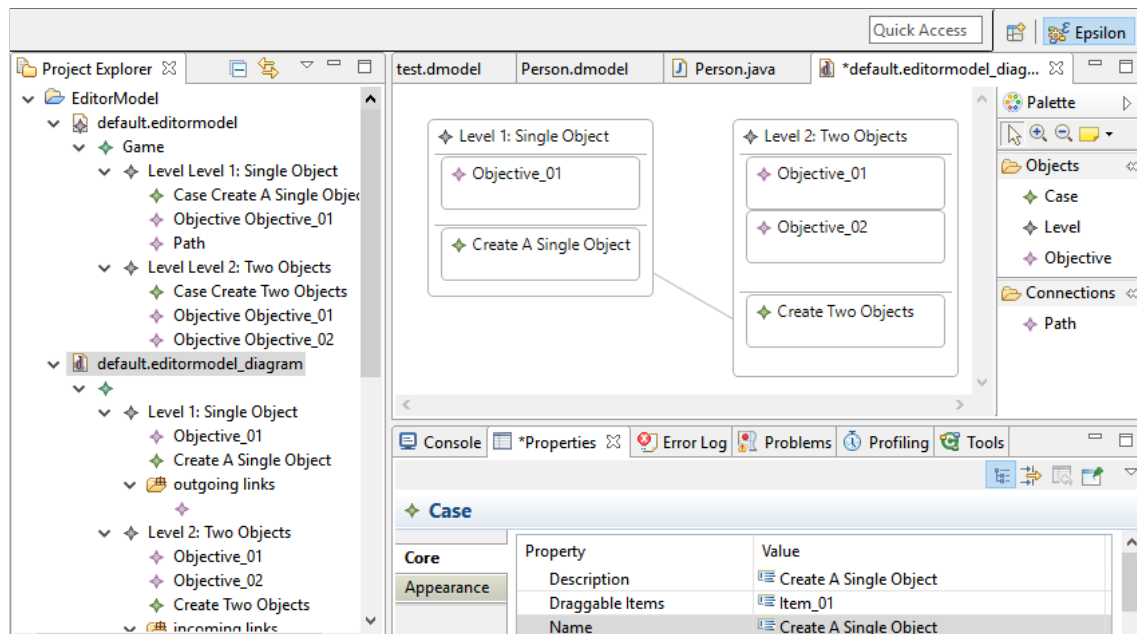 Quick Access
Epsilon
Project Explorer
test.dmodel
Person.dmodel
Person.java
*default.editormodel_diag...
EditorModel
default.editormodel
Game
Level Level 1: Single Object
Case Create A Single Objec
Objective Objective_01
Path
Level Level 2: Two Objects
Case Create Two Objects
Objective Objective_01
Objective Objective_02
default.editormodel_diagram
Level 1: Single Object
Objective_01
Create A Single Object
outgoing links
Level 2: Two Objects
Objective_01
Objective_02
Create Two Objects
incoming links
Level 1: Single Object
Objective_01
Create A Single Object
Level 2: Two Objects
Objective_01
Objective_02
Create Two Objects
Palette
Objects
Case
Level
Objective
Connections
Path
Console
*Properties
Error Log
Problems
Profiling
Tools
Case
Core
Appearance
Property Value
Description Create A Single Object
Draggable Items Item_01
Name Create A Single Object